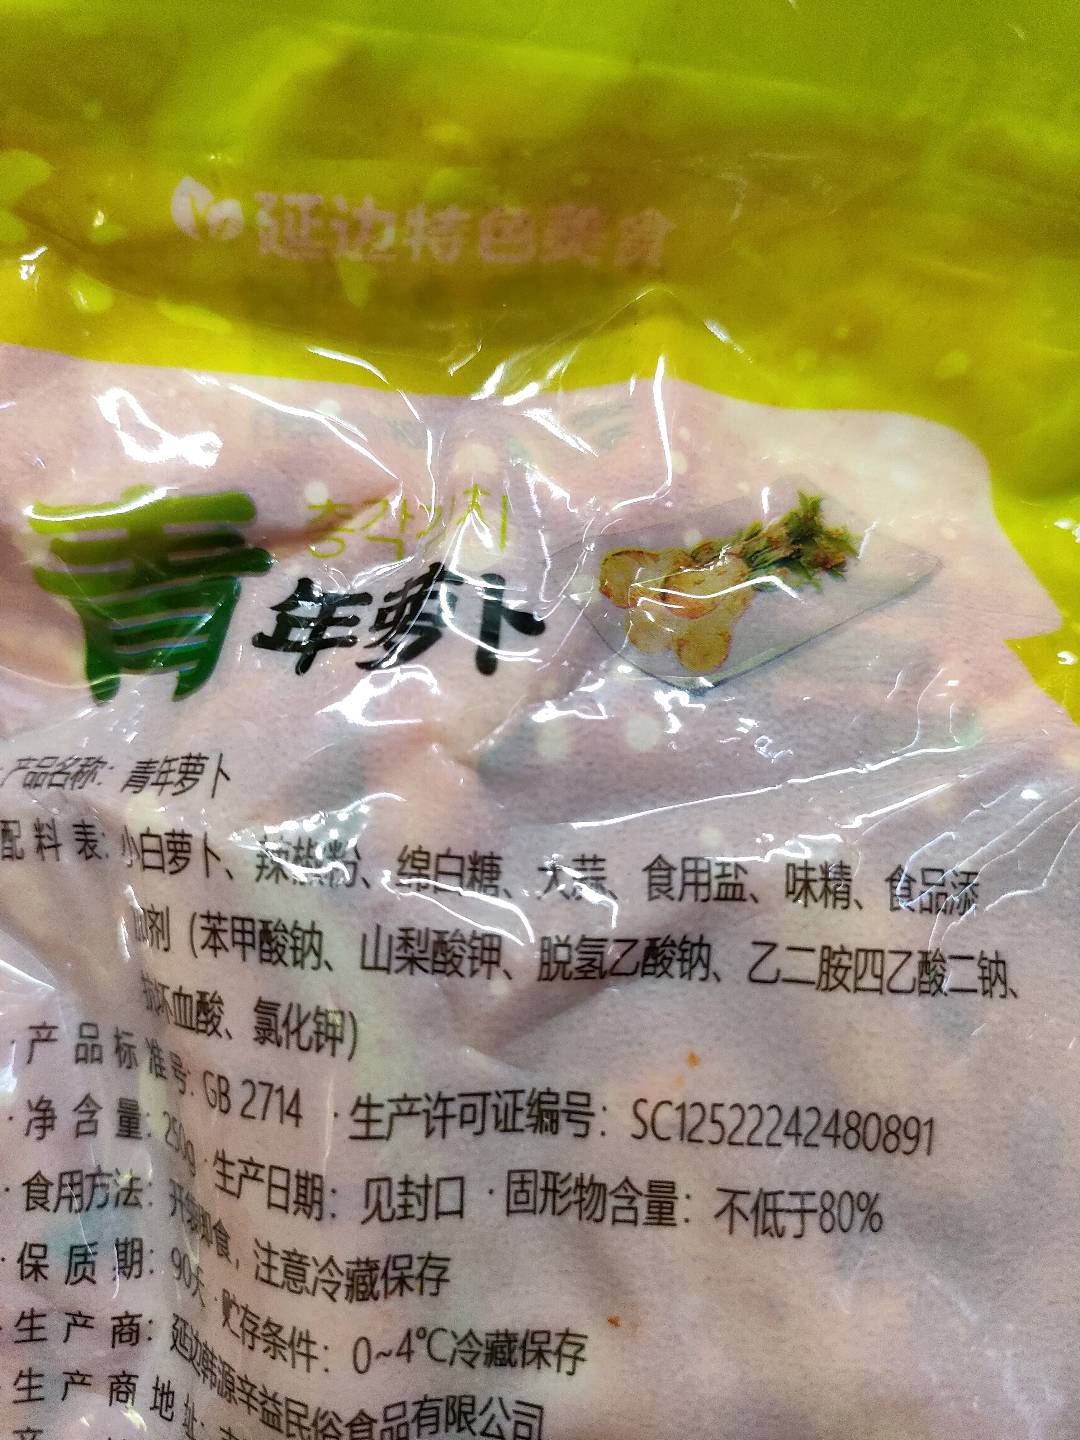 延边特色美食
총각김치
青年萝卜
·产品名称：青年萝卜
配料表：小白萝卜、辣椒粉、绵白糖、大蒜、食用盐、味精、食品添
加剂（苯甲酸钠、山梨酸钾、脱氢乙酸钠、乙二胺四乙酸二钠、
抗坏血酸、氯化钾）
·产品标准号：GB 2714 ·生产许可证编号：SC12522242480891
·净含量：250g ·生产日期：见封口 ·固形物含量：不低于80%
·食用方法：开袋即食，注意冷藏保存
·保质期：90天 ·贮存条件：0~4℃冷藏保存
·生产商：延边韩源辛益民俗食品有限公司
·生产商地址：